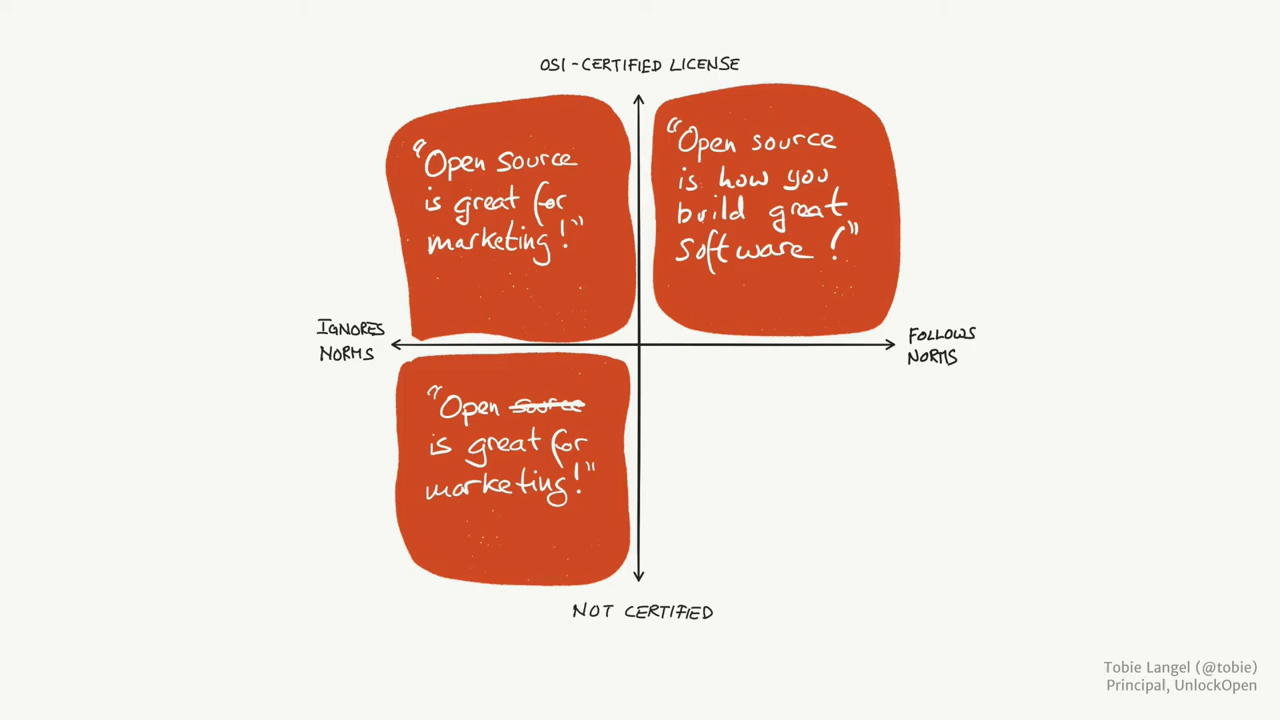 OSI-CERTIFIED LICENSE
"Open source
is great for
marketing!"
"Open source
is how you
build great
software!"
IGNORES
NORMS
FOLLOWS
NORMS
"Open source
is great for
marketing!"
NOT CERTIFIED
Tobie Langel (@tobie)
Principal, UnlockOpen